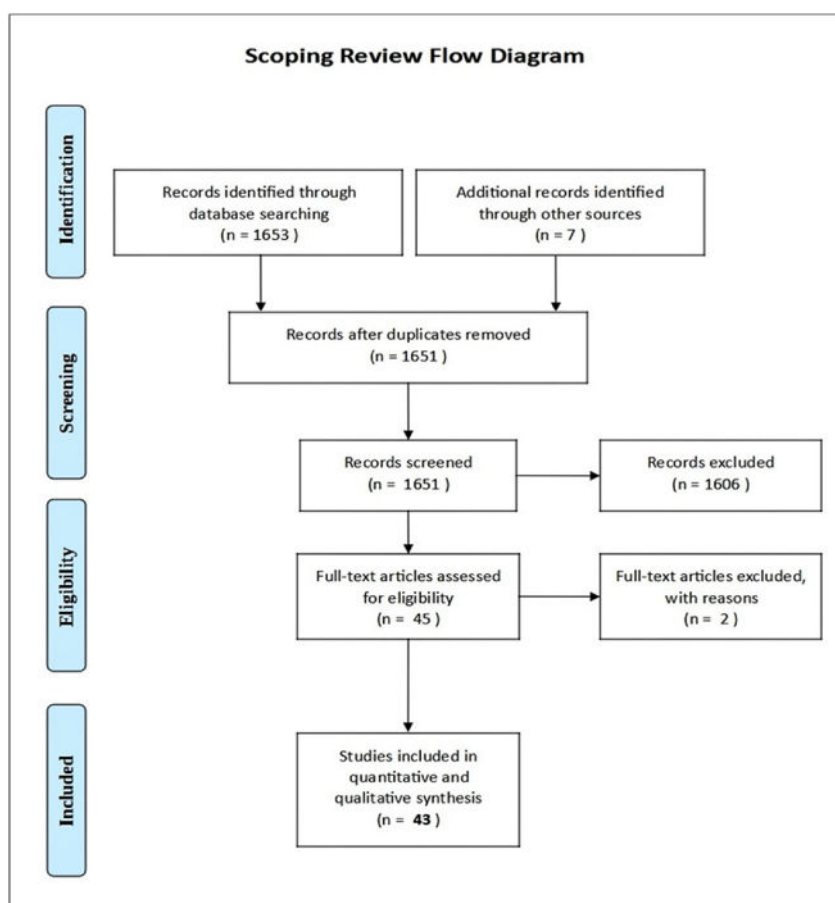 Scoping Review Flow Diagram
Identification
Records identified through
database searching
(n = 1653 )
Additional records identified
through other sources
(n = 7 )
Screening
Records after duplicates removed
(n = 1651 )
Records screened
(n = 1651 )
Records excluded
(n = 1606 )
Eligibility
Full-text articles assessed
for eligibility
(n = 45 )
Full-text articles excluded,
with reasons
(n = 2 )
Included
Studies included in
quantitative and
qualitative synthesis
(n = 43 )